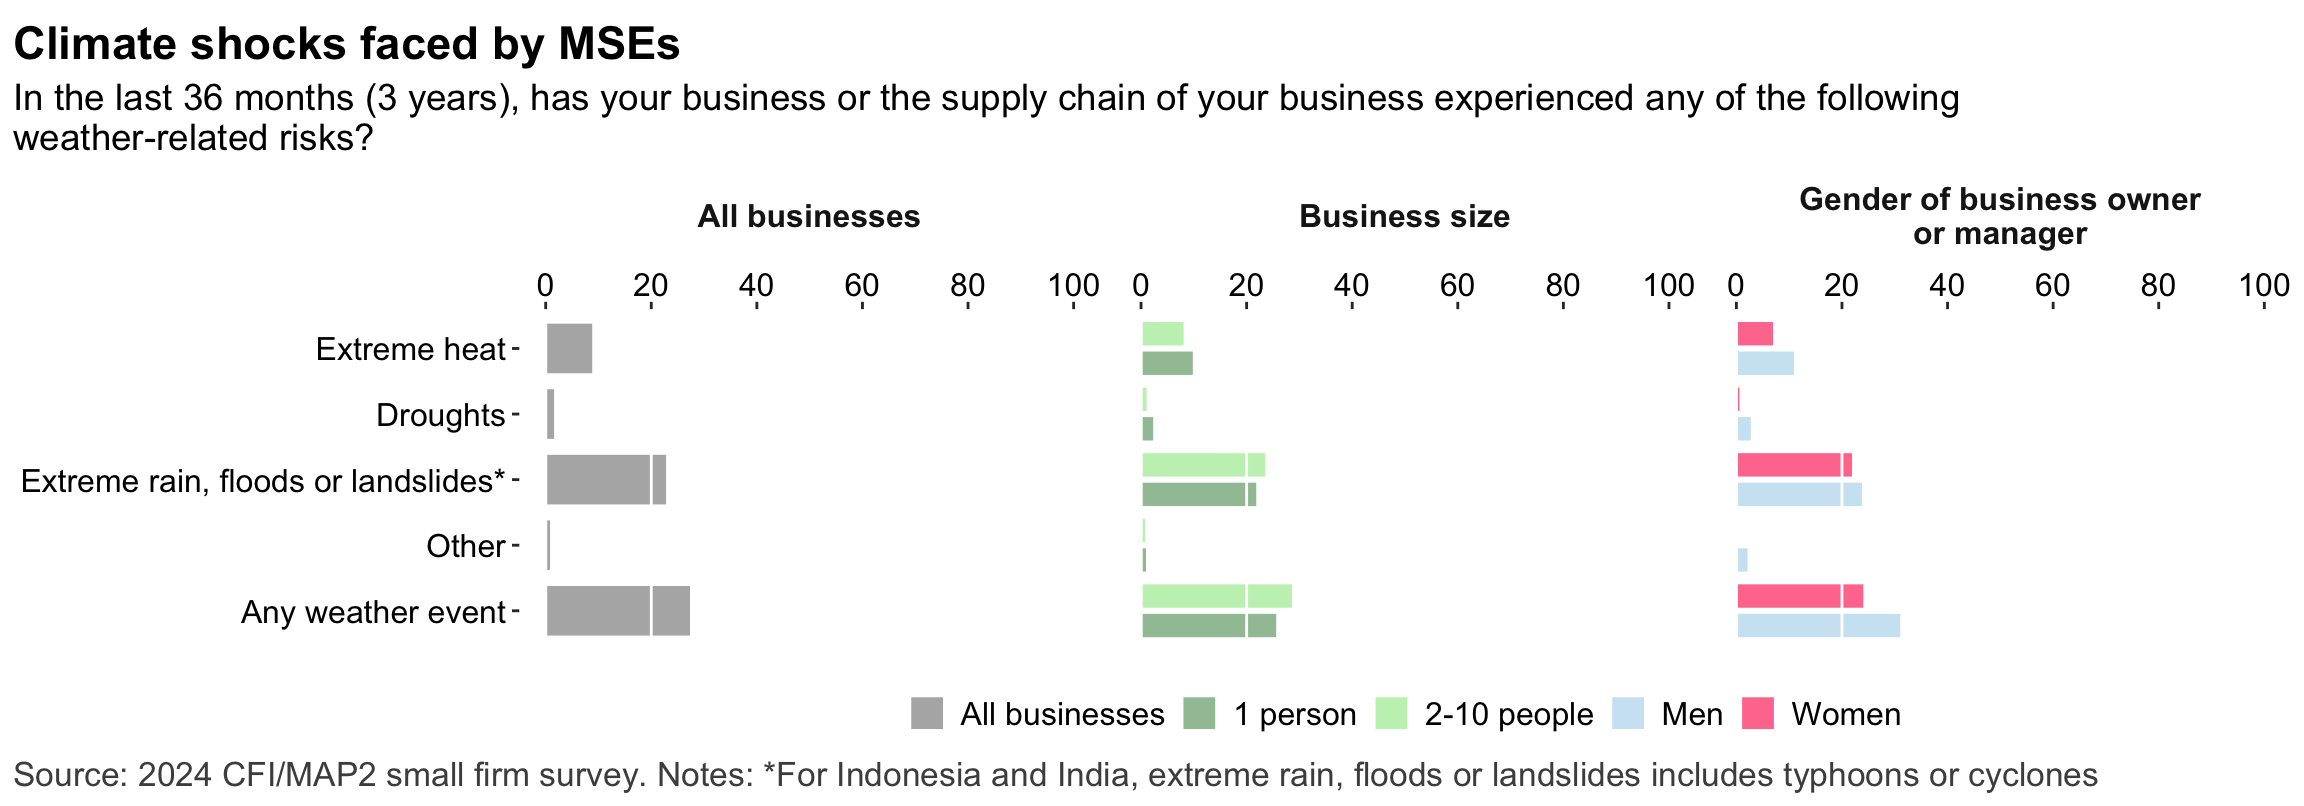 Climate shocks faced by MSEs
In the last 36 months (3 years), has your business or the supply chain of your business experienced any of the following
weather-related risks?
All businesses
Business size
Gender of business owner
or manager
0 20 40 60 80 100 0 20 40 60 80 100 0 20 40 60 80 100
Extreme heat
Droughts
Extreme rain, floods or landslides*
Other
Any weather event
All businesses 1 person 2-10 people Men Women
Source: 2024 CFI/MAP2 small firm survey. Notes: *For Indonesia and India, extreme rain, floods or landslides includes typhoons or cyclones